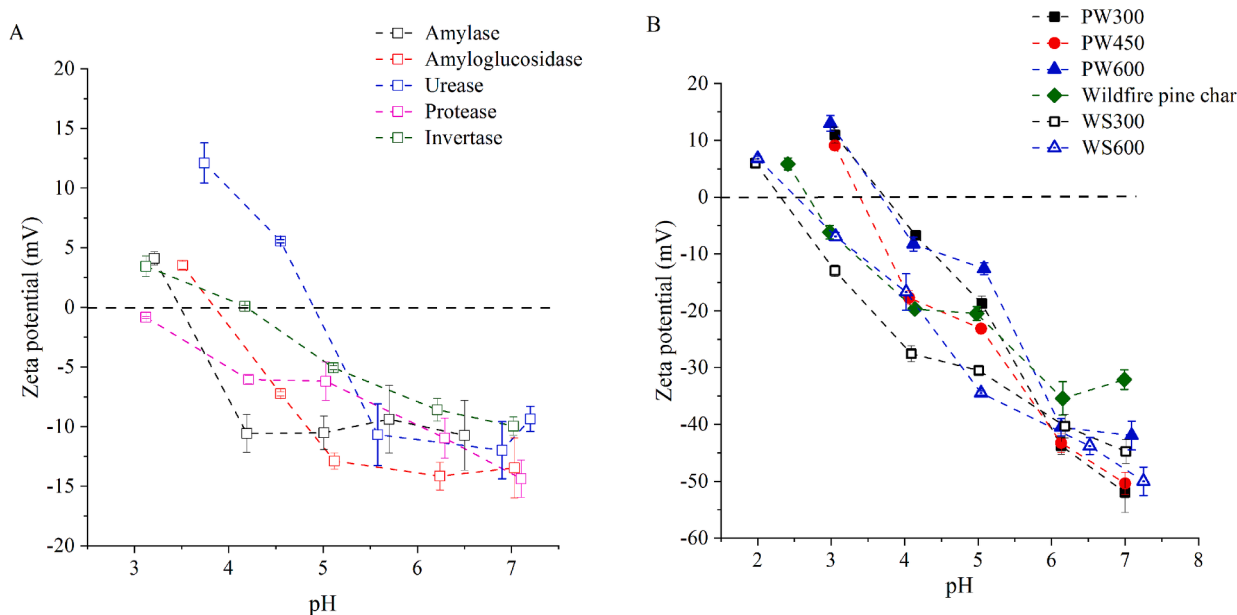 A
Amylase
Amyloglucosidase
Urease
Protease
Invertase
20
15
10
5
0
-5
-10
-15
-20
Zeta potential (mV)
3 4 5 6 7
pH
B
PW300
PW450
PW600
Wildfire pine char
WS300
WS600
20
10
0
-10
-20
-30
-40
-50
-60
Zeta potential (mV)
2 3 4 5 6 7 8
pH